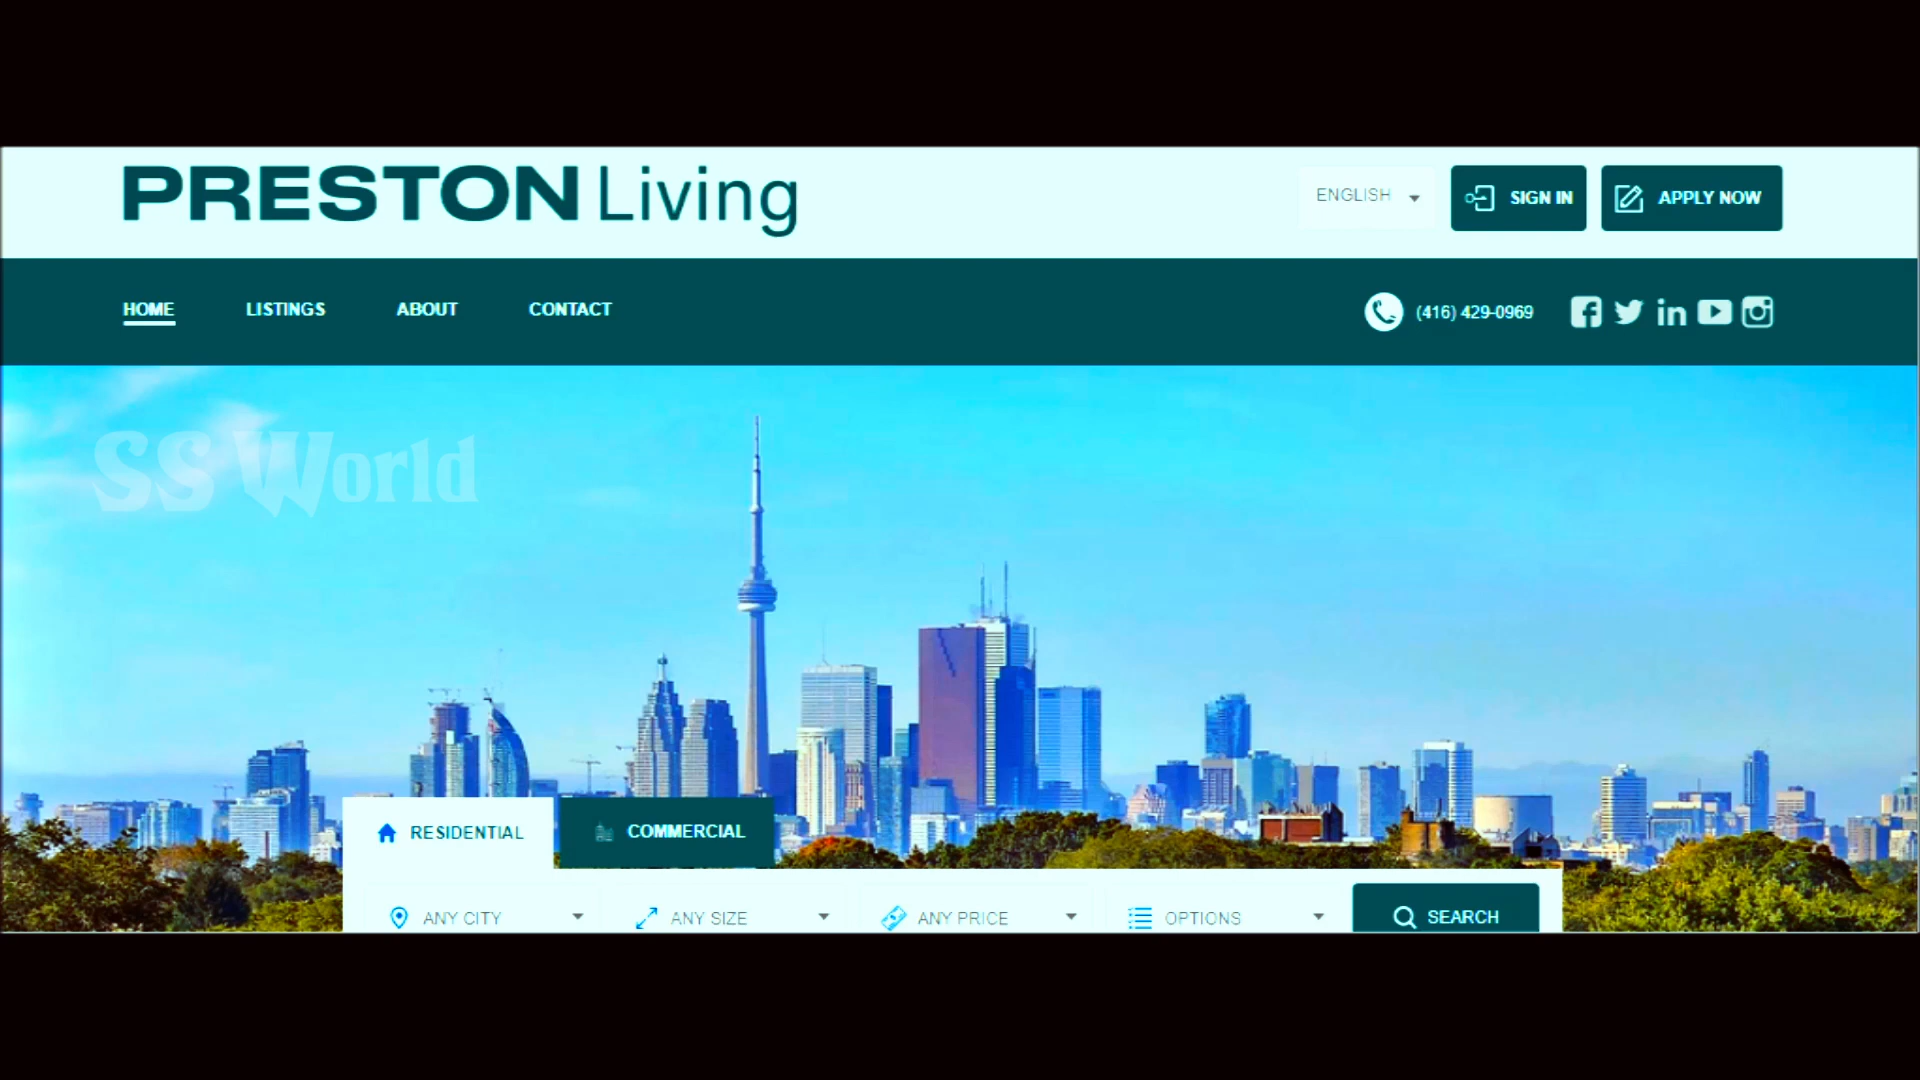 PRESTON Living
ENGLISH
SIGN IN
APPLY NOW
HOME
LISTINGS
ABOUT
CONTACT
(416) 429-0969
SS World
RESIDENTIAL
COMMERCIAL
ANY CITY
ANY SIZE
ANY PRICE
OPTIONS
SEARCH